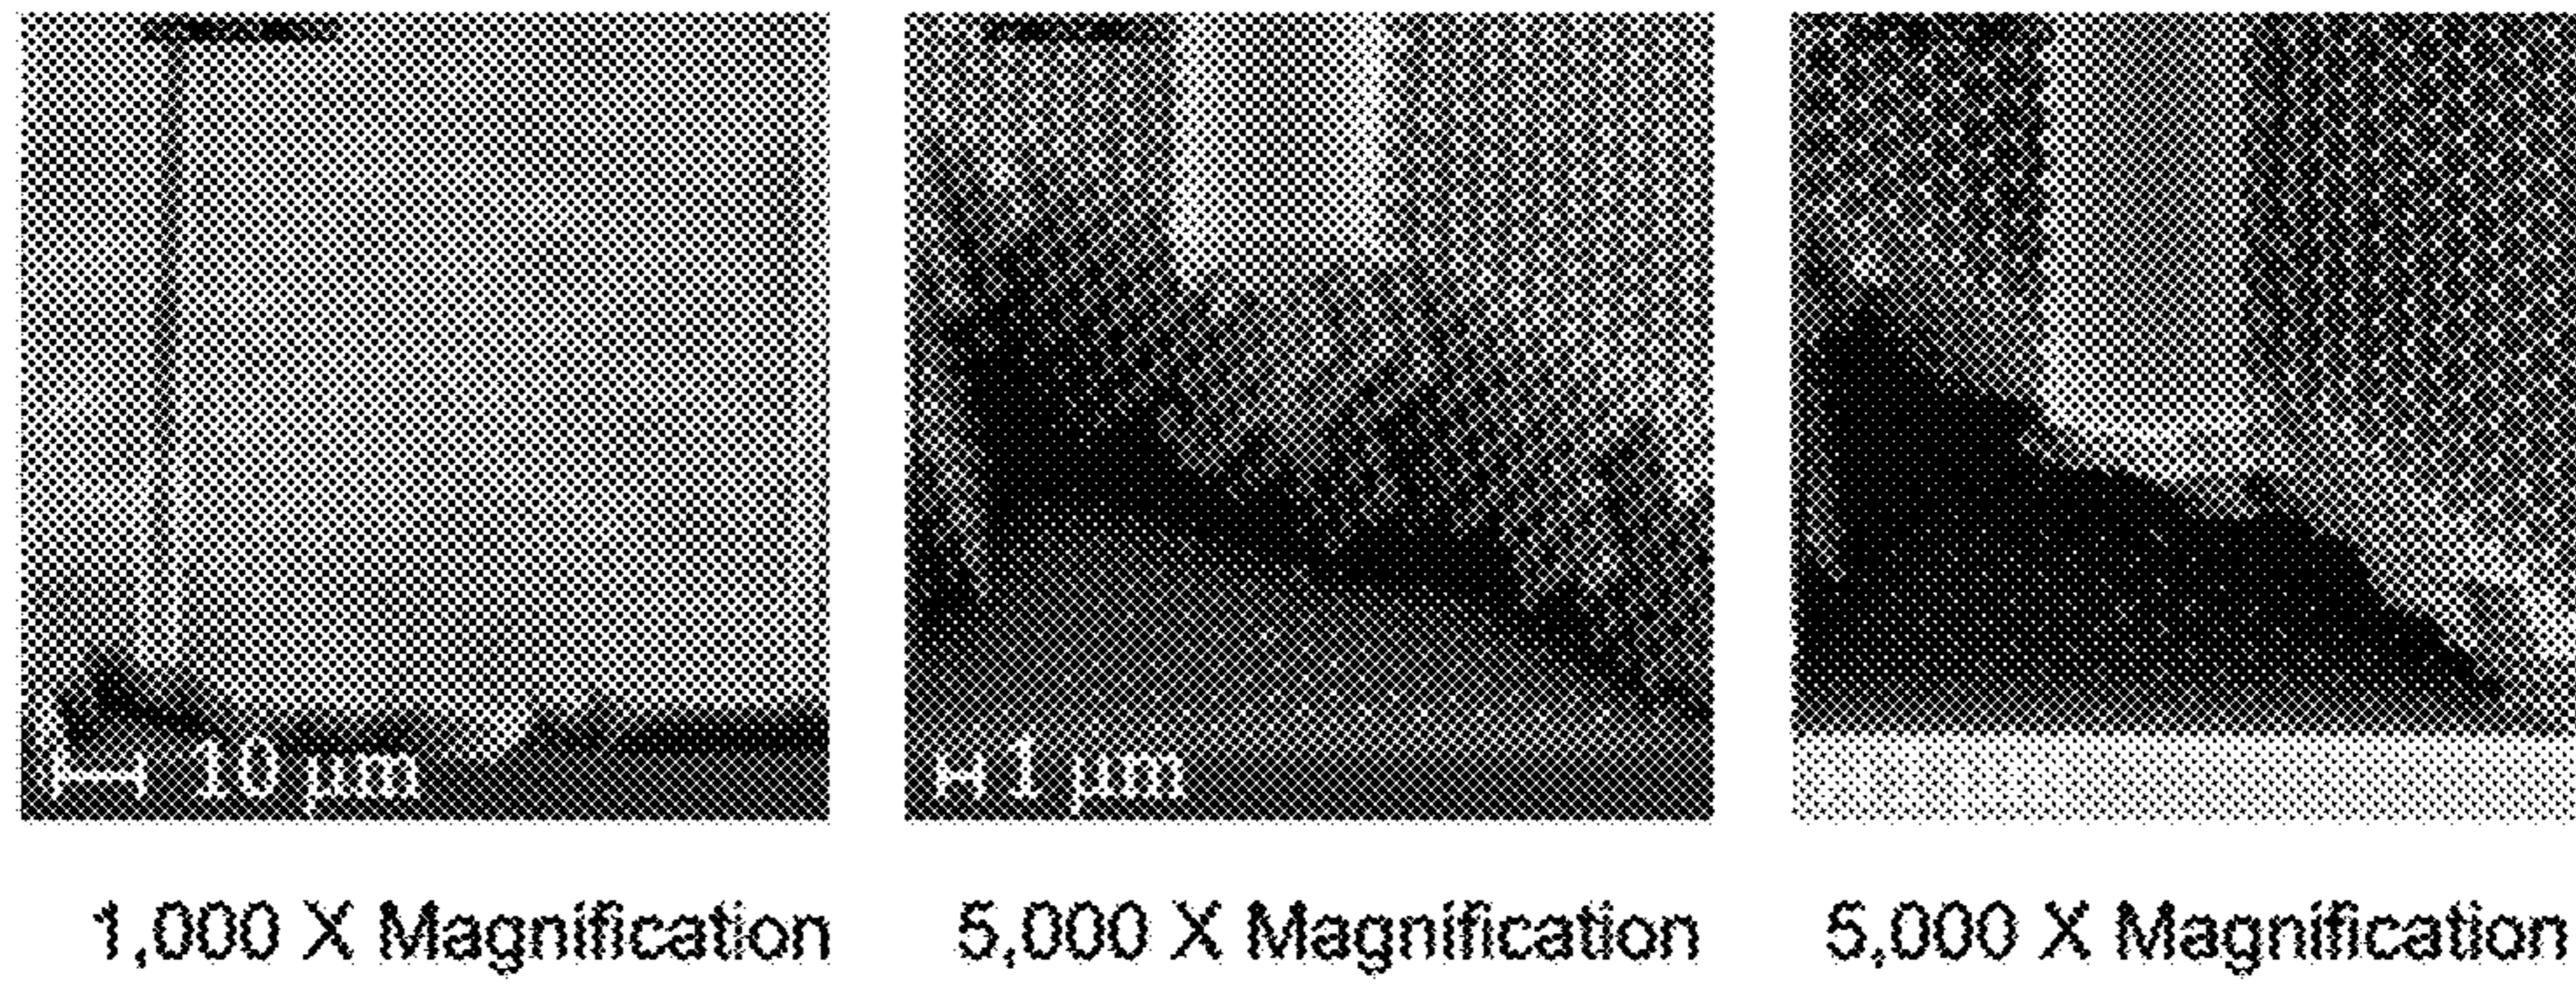 10 μm
1 μm
1,000 X Magnification
5,000 X Magnification
5,000 X Magnification